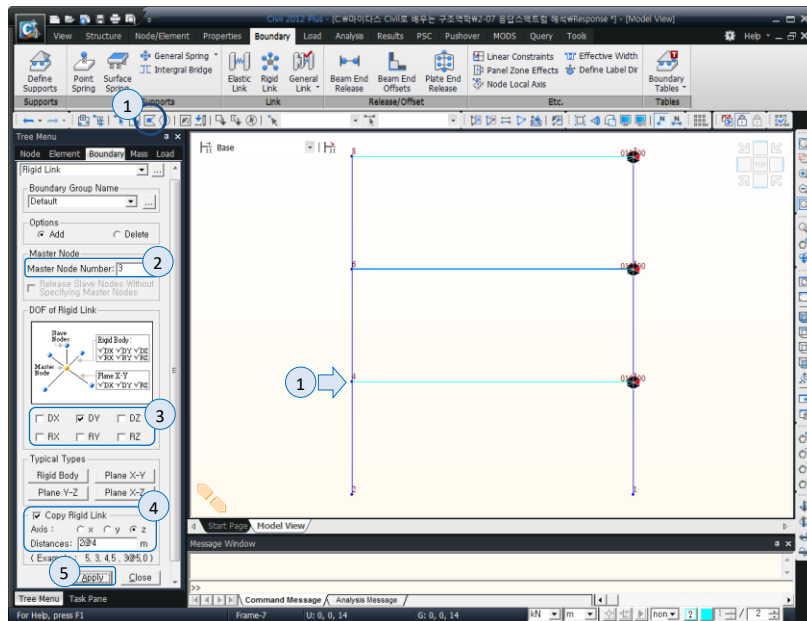 Civil 2012 Plus - [C:₩마이다스 Civil로 배우는 구조역학₩2-07 응답스펙트럼 해석₩Response *] - [Model View]
View Structure Node/Element Properties Boundary Load Analysis Results PSC Pushover MODS Query Tools Help
Define Supports
Point Spring
Surface Spring
General Spring
Intergral Bridge
Elastic Link
Rigid Link
General Link
Beam End Release
Beam End Offsets
Plate End Release
Linear Constraints
Panel Zone Effects
Node Local Axis
Effective Width
Define Label Dir
Boundary Tables
Supports Supports Link Release/Offset Etc. Tables
1
Tree Menu
Node Element Boundary Mass Load
Rigid Link
...
Boundary Group Name
Default
...
Options
Add Delete
Master Node
2
Master Node Number: 3
Release Slave Nodes Without
Specifying Master Nodes
DOF of Rigid Link
Slave Nodes
Rigid Body:
√DX √DY √DZ
√RX √RY √RZ
Master Node
Plane X-Y
√DX √DY √RZ
3
DX DY DZ
RX RY RZ
Typical Types
Rigid Body Plane X-Y
Plane Y-Z Plane X-Z
4
Copy Rigid Link
Axis : x y z
Distances: 2@4 m
( Example : 5, 3, 4,5 , 3@5,0 )
5
Apply Close
Tree Menu Task Pane
Base
8
6
1
4
2
TOP
Start Page Model View
Message Window
>>
Command Message Analysis Message
For Help, press F1
Frame-7
U: 0, 0, 14
G: 0, 0, 14
kN m
non
?
1 / 2